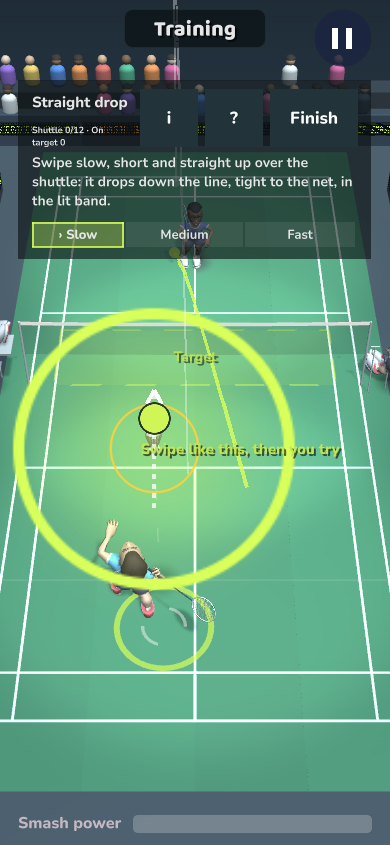 Training
Straight drop
i
?
Finish
Shuttle 0/12 · On
target 0
Swipe slow, short and straight up over the
shuttle: it drops down the line, tight to the net, in
the lit band.
› Slow
Medium
Fast
Target
Swipe like this, then you try
Smash power